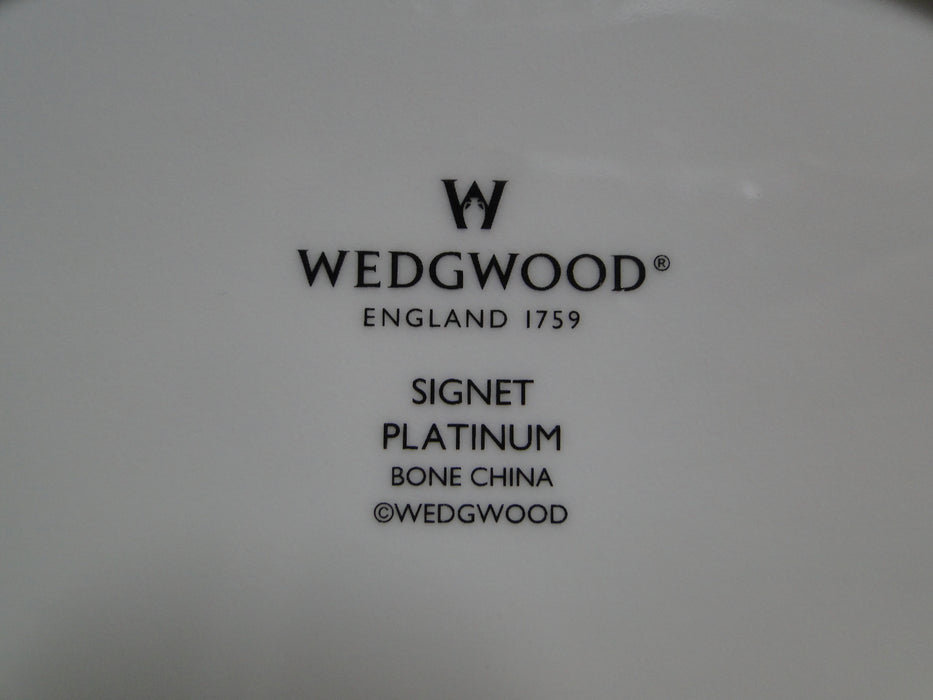 W
WEDGWOOD®
ENGLAND 1759
SIGNET
PLATINUM
BONE CHINA
©WEDGWOOD